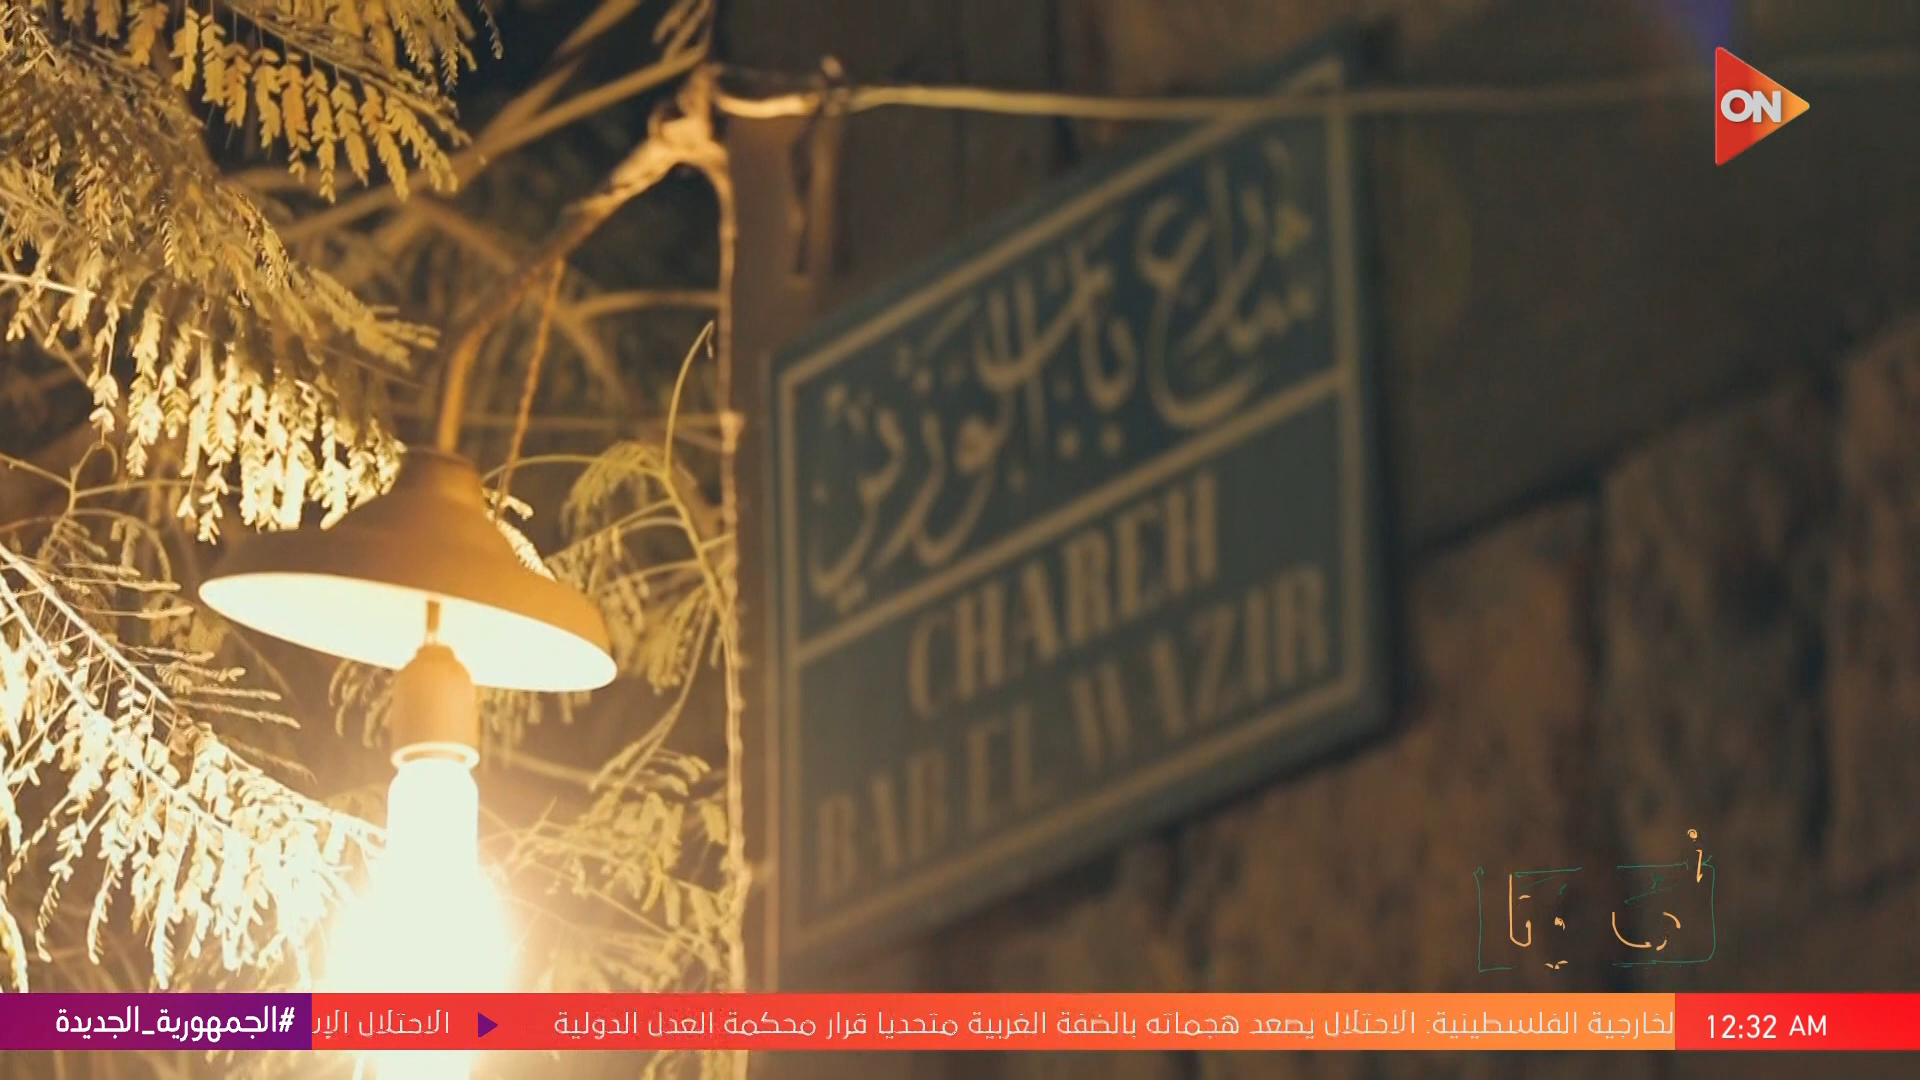 ON
شارع باب الوزير
CHAREH
BAB EL WAZIR
#الجمهورية_الجديدة
لخارجية الفلسطينية: الاحتلال يصعد هجماته بالضفة الغربية متحديا قرار محكمة العدل الدولية
الاحتلال
12:32 AM